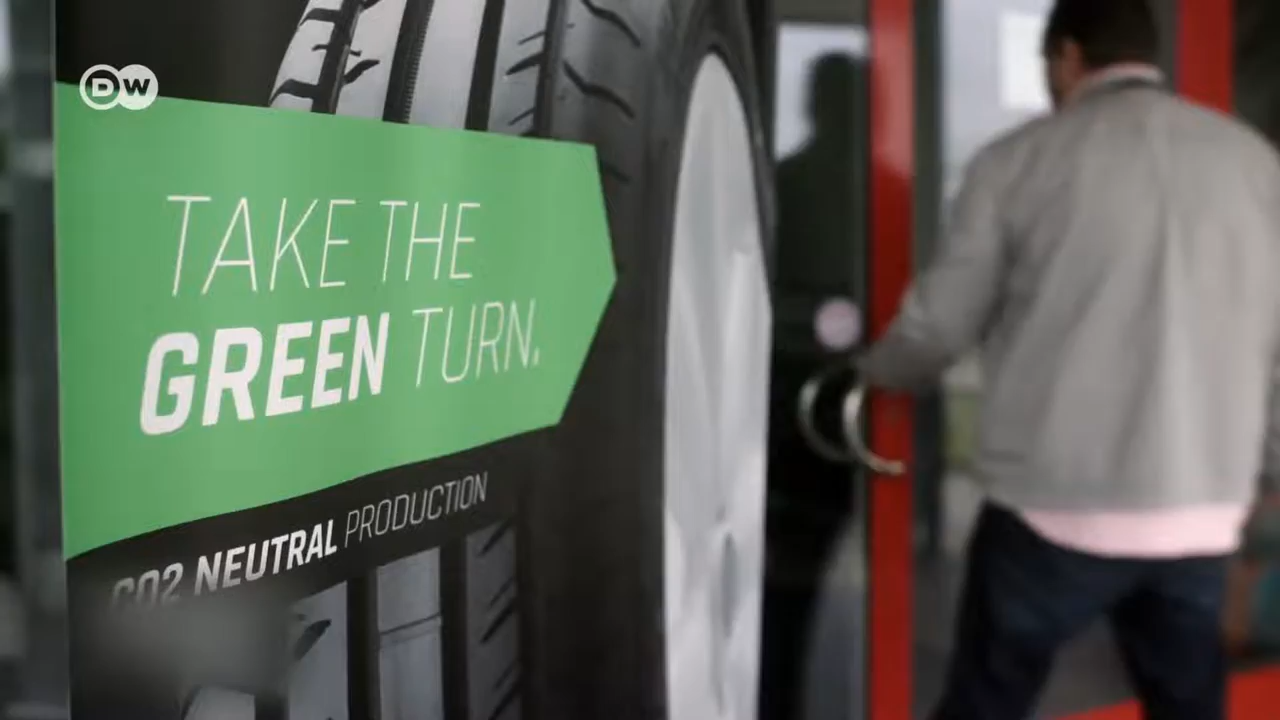 DW
TAKE THE
GREEN TURN.
CO2 NEUTRAL PRODUCTION